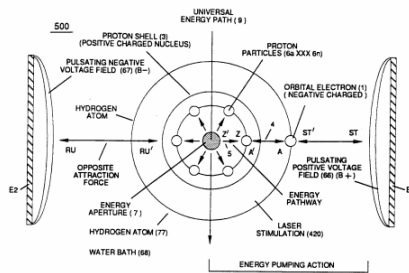 500
UNIVERSAL
ENERGY PATH (9)
PROTON SHELL (3)
(POSITIVE CHARGED NUCLEUS)
PROTON
PARTICLES (6a XXX 6n)
PULSATING NEGATIVE
VOLTAGE FIELD (67) (B−)
ORBITAL ELECTRON (1)
( NEGATIVE CHARGED )
HYDROGEN
ATOM
4
Z' Z
5 A' A
ST' ST
RU RU'
OPPOSITE
ATTRACTION
FORCE
PULSATING
POSITIVE VOLTAGE
FIELD (66) (B +)
E2
ENERGY
PATHWAY
ENERGY
APERTURE (7)
LASER
STIMULATION (420)
HYDROGEN ATOM (77)
WATER BATH (68)
ENERGY PUMPING ACTION